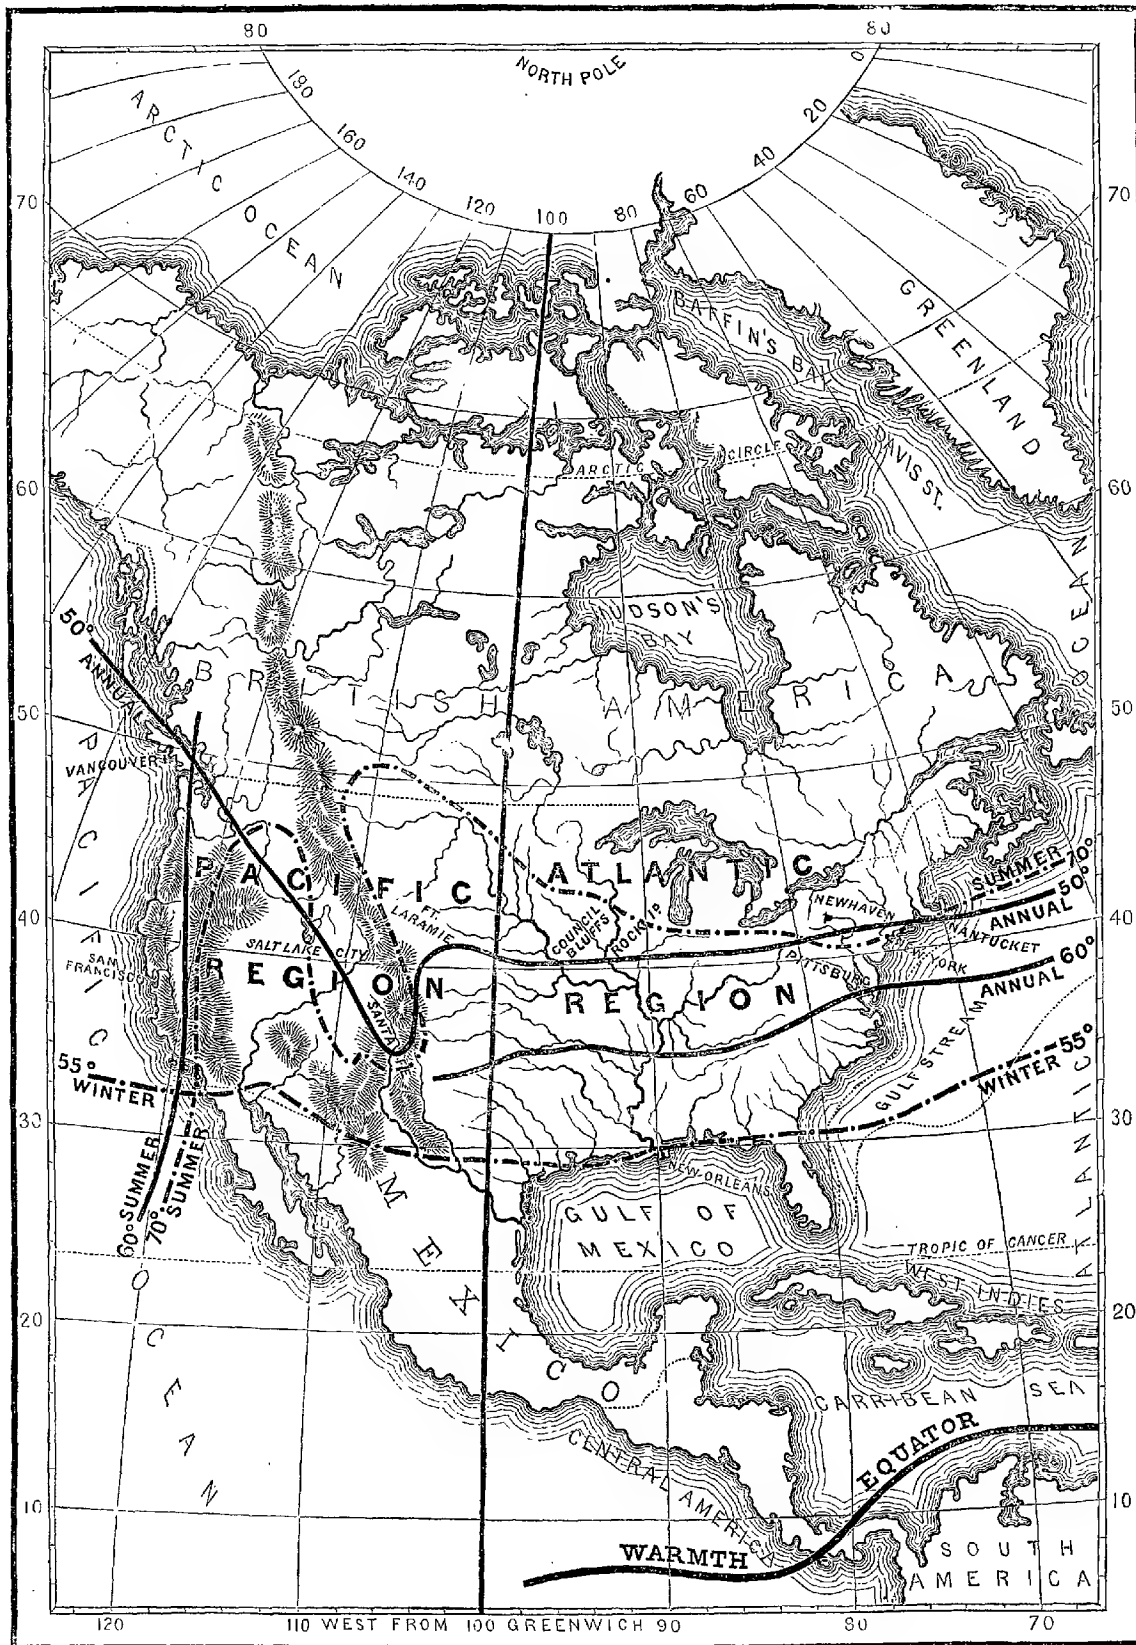 80
80
NORTH POLE
180
160
140
120
100
80
60
40
20
0
ARCTIC OCEAN
70
70
GREENLAND
BAFFIN'S BAY
DAVIS ST.
ARCTIC CIRCLE
60
60
HUDSON'S
BAY
OCEAN
50°
ANNUAL
BRITISH AMERICA
50
50
VANCOUVER
PACIFIC
ATLANTIC
SUMMER 70°
50°
ANNUAL
FT.
LARAMIE
COUNCIL
BLUFFS
ROCK IP
NEWHAVEN
40
40
NANTUCKET
SALT LAKE CITY
PITTSBURG
N. YORK
60°
ANNUAL
SAN
FRANCISCO
REGION
REGION
SANTA
GULF STREAM
55°
WINTER
55°
WINTER
30
30
60° SUMMER
70° SUMMER
NEW-ORLEANS
MEXICO
GULF OF
MEXICO
ATLANTIC
TROPIC OF CANCER
WEST INDIES
PACIFIC
OCEAN
20
20
CARRIBEAN SEA
CENTRAL AMERICA
WARMTH EQUATOR
10
10
SOUTH
AMERICA
120 110 WEST FROM 100 GREENWICH 90 80 70